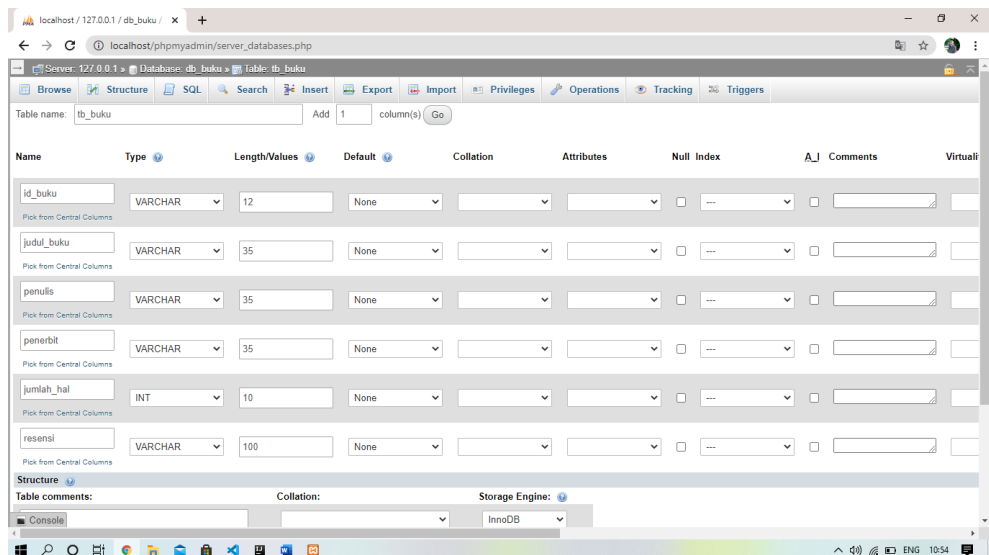 localhost / 127.0.0.1 / db_buku /
localhost/phpmyadmin/server_databases.php
Server: 127.0.0.1 » Database: db_buku » Table: tb_buku
Browse Structure SQL Search Insert Export Import Privileges Operations Tracking Triggers
Table name: tb_buku Add 1 column(s) Go
Name Type Length/Values Default Collation Attributes Null Index A_I Comments Virtuali
id_buku VARCHAR 12 None ---
Pick from Central Columns
judul_buku VARCHAR 35 None ---
Pick from Central Columns
penulis VARCHAR 35 None ---
Pick from Central Columns
penerbit VARCHAR 35 None ---
Pick from Central Columns
jumlah_hal INT 10 None ---
Pick from Central Columns
resensi VARCHAR 100 None ---
Pick from Central Columns
Structure
Table comments: Collation: Storage Engine:
InnoDB
Console
ENG 10:54